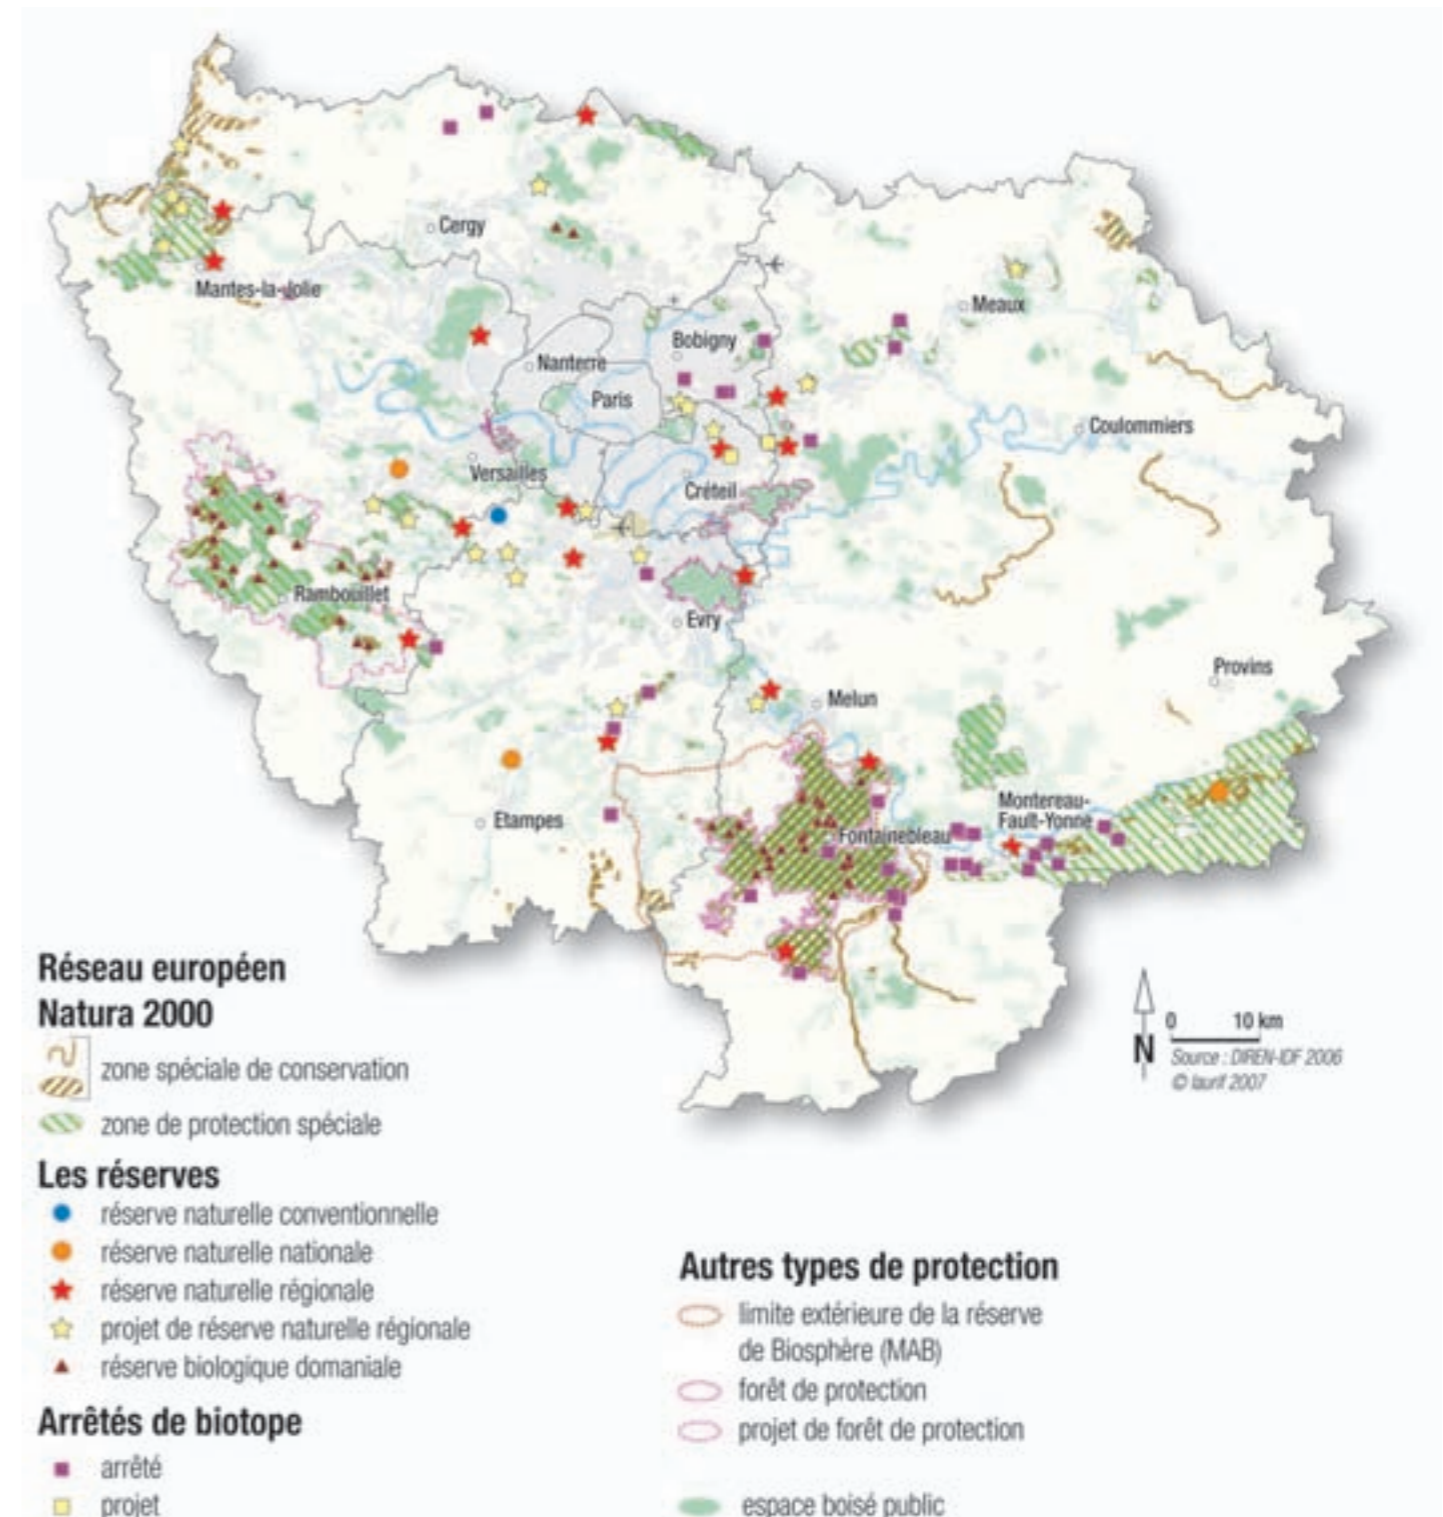 Cergy
Mantes-la-Jolie
Meaux
Bobigny
Nanterre
Paris
Coulommiers
Versailles
Créteil
Rambouillet
Evry
Provins
Melun
Montereau-
Fault-Yonne
Etampes
Fontainebleau
Réseau européen
Natura 2000
zone spéciale de conservation
zone de protection spéciale
Les réserves
réserve naturelle conventionnelle
réserve naturelle nationale
réserve naturelle régionale
projet de réserve naturelle régionale
réserve biologique domaniale
Arrêtés de biotope
arrêté
projet
0 10 km
N
Source : DIREN-IDF 2006
© Iaurif 2007
Autres types de protection
limite extérieure de la réserve
de Biosphère (MAB)
forêt de protection
projet de forêt de protection
espace boisé public